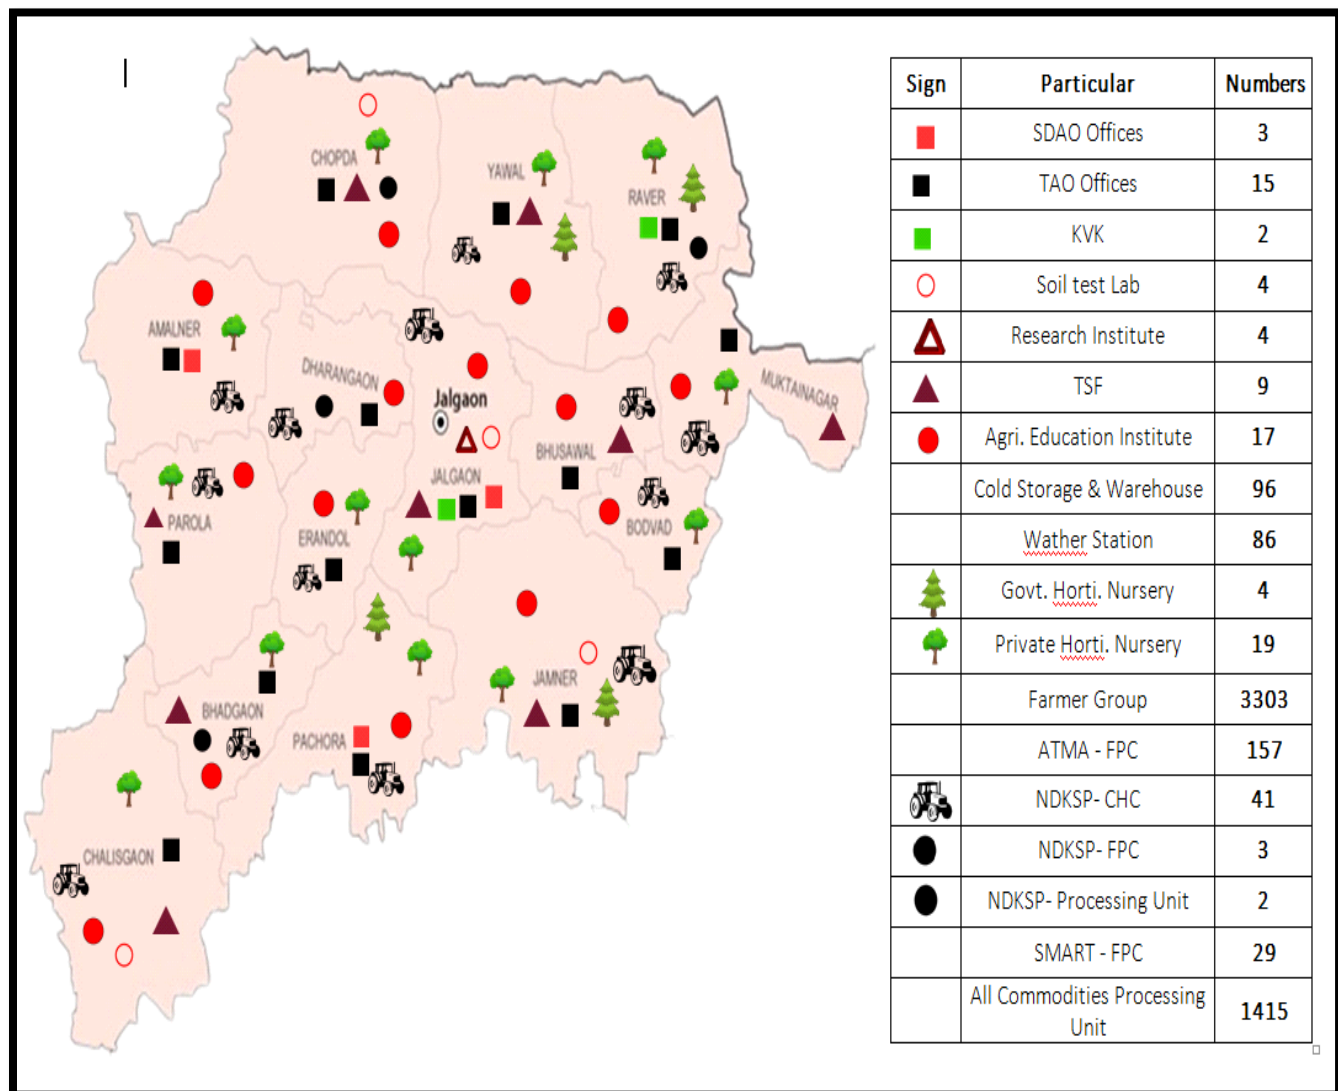 CHOPDA
YAWAL
RAVER
AMALNER
DHARANGAON
Jalgaon
MUKTAINAGAR
BHUSAWAL
JALGAON
BODVAD
PAROLA
ERANDOL
JAMNER
BHADGAON
PACHORA
CHALISGAON
Sign Particular Numbers
SDAO Offices 3
TAO Offices 15
KVK 2
Soil test Lab 4
Research Institute 4
TSF 9
Agri. Education Institute 17
Cold Storage & Warehouse 96
Wather Station 86
Govt. Horti. Nursery 4
Private Horti. Nursery 19
Farmer Group 3303
ATMA - FPC 157
NDKSP- CHC 41
NDKSP- FPC 3
NDKSP- Processing Unit 2
SMART - FPC 29
All Commodities Processing
Unit 1415